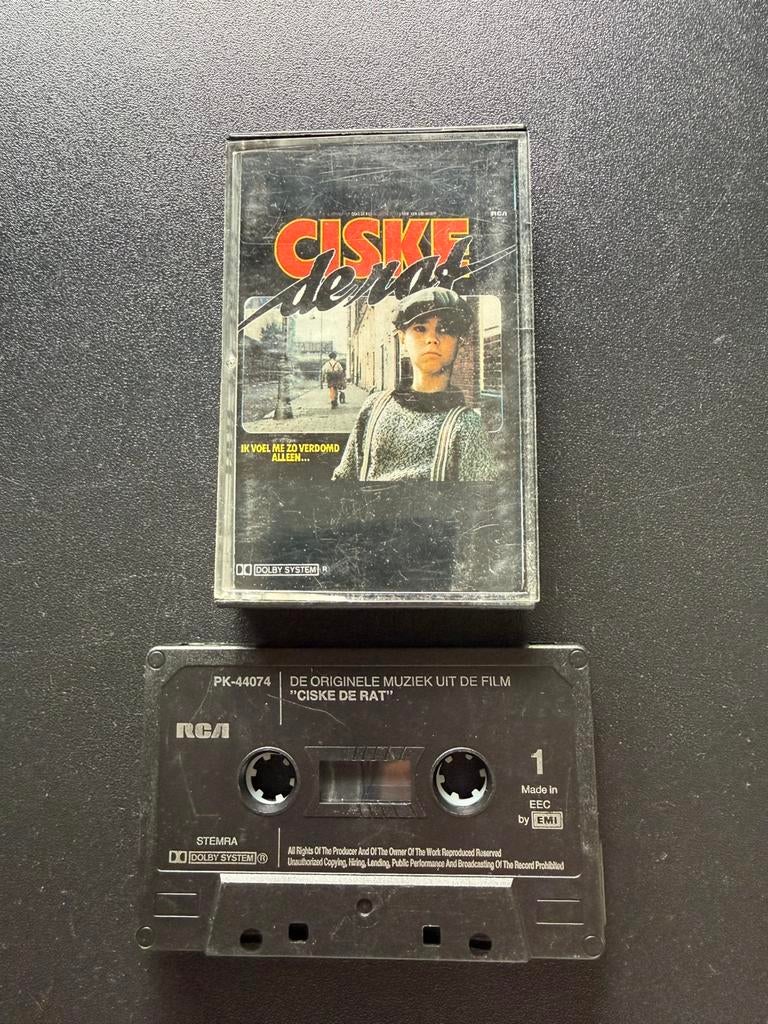 RCA
CISKE
de rat
IK VOEL ME ZO VERDOMD
ALLEEN...
DOLBY SYSTEM R
PK-44074
DE ORIGINELE MUZIEK UIT DE FILM
"CISKE DE RAT"
RCA
1
Made in
EEC
by EMI
STEMRA
DOLBY SYSTEM ®
All Rights Of The Producer And Of The Owner Of The Work Reproduced Reserved
Unauthorized Copying, Hiring, Lending, Public Performance And Broadcasting Of The Record Prohibited